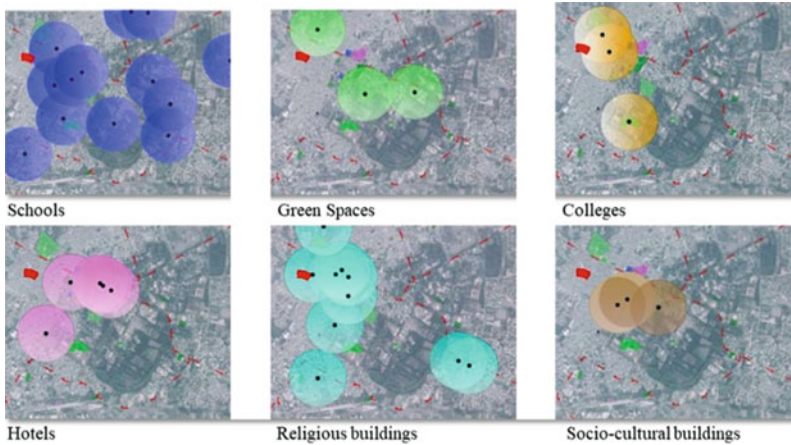 Schools
Green Spaces
Colleges
Hotels
Religious buildings
Socio-cultural buildings